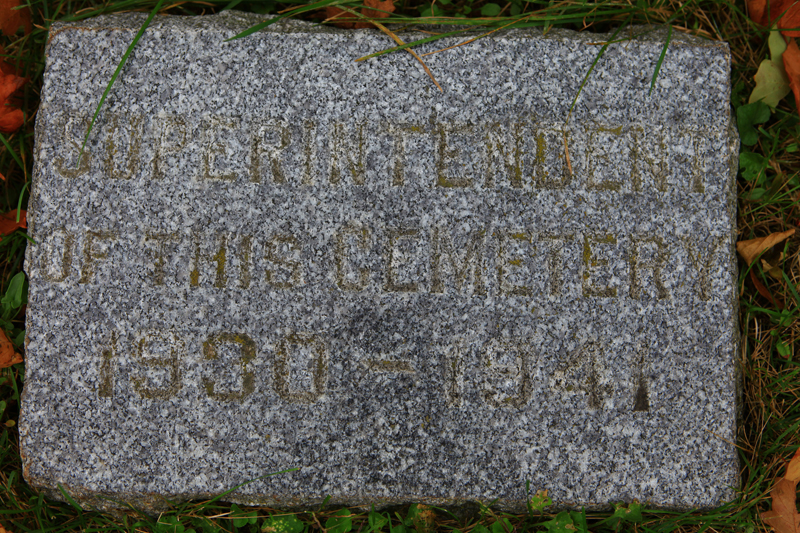 SUPERINTENDENT
OF THIS CEMETERY
1930 - 1941